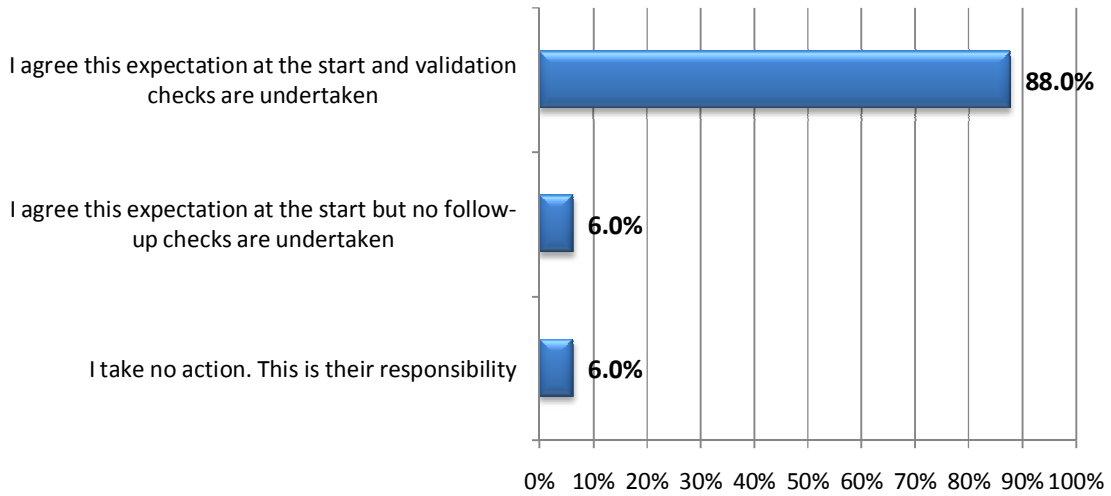 I agree this expectation at the start and validation
checks are undertaken
88.0%
I agree this expectation at the start but no follow-
up checks are undertaken
6.0%
I take no action. This is their responsibility
6.0%
0% 10% 20% 30% 40% 50% 60% 70% 80% 90% 100%